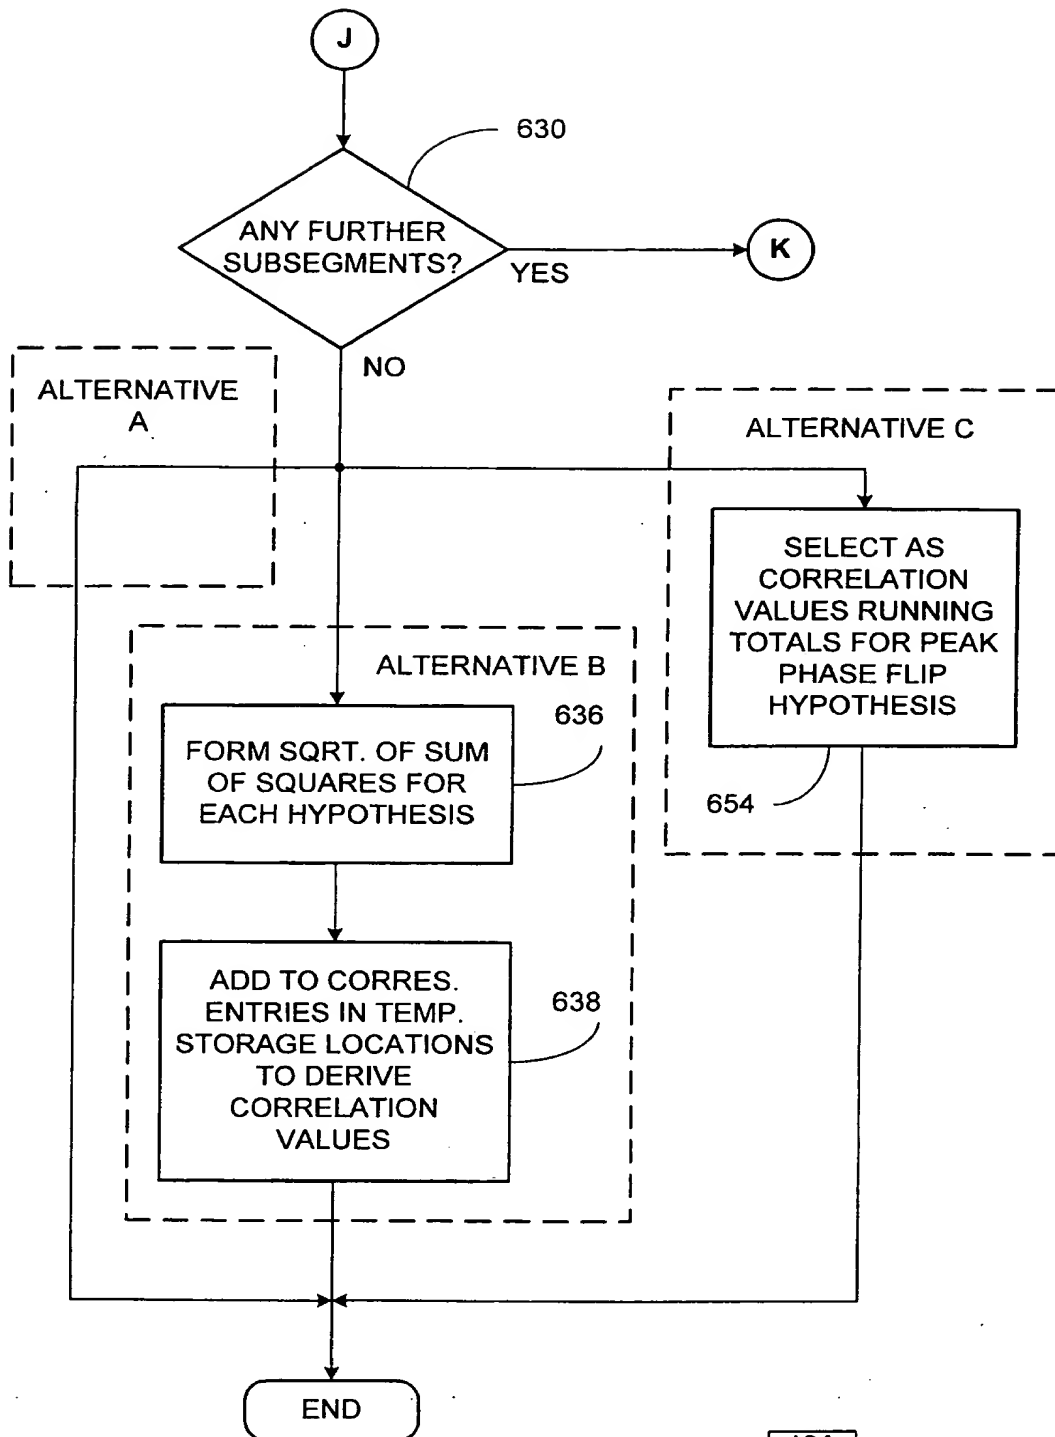 J
630
ANY FURTHER
SUBSEGMENTS?
YES
K
NO
ALTERNATIVE
A
ALTERNATIVE C
SELECT AS
CORRELATION
VALUES RUNNING
TOTALS FOR PEAK
PHASE FLIP
HYPOTHESIS
654
ALTERNATIVE B
636
FORM SQRT. OF SUM
OF SQUARES FOR
EACH HYPOTHESIS
638
ADD TO CORRES.
ENTRIES IN TEMP.
STORAGE LOCATIONS
TO DERIVE
CORRELATION
VALUES
END